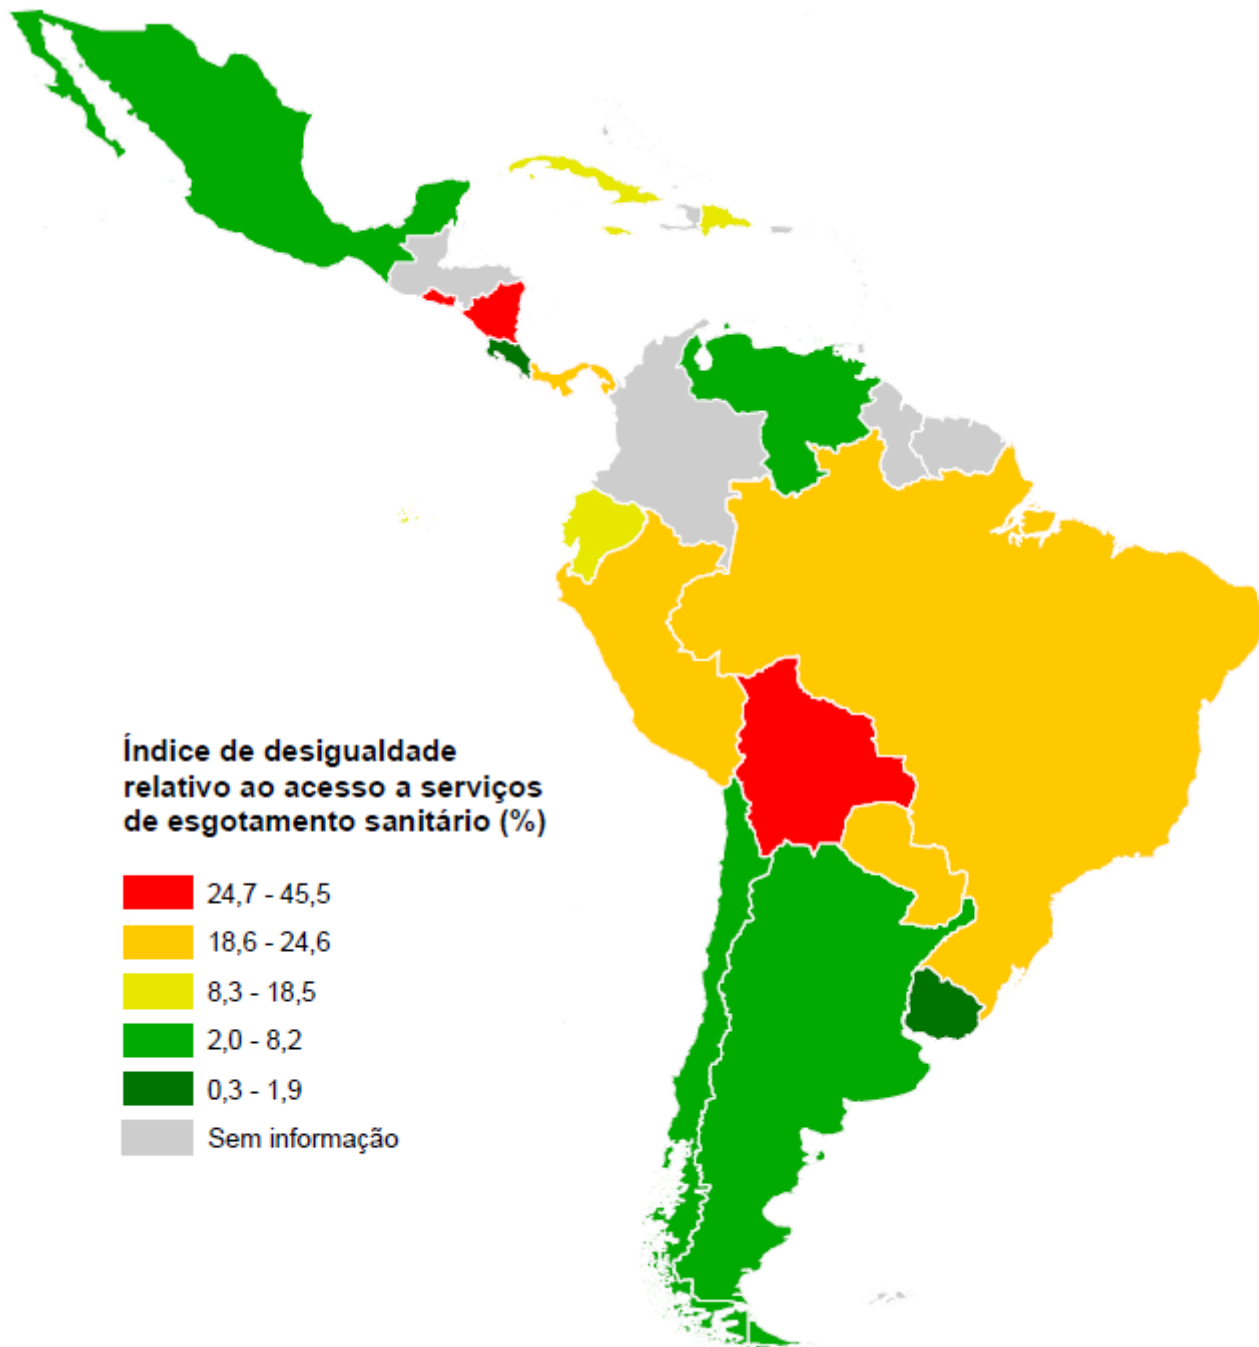 Índice de desigualdade
relativo ao acesso a serviços
de esgotamento sanitário (%)
24,7 - 45,5
18,6 - 24,6
8,3 - 18,5
2,0 - 8,2
0,3 - 1,9
Sem informação